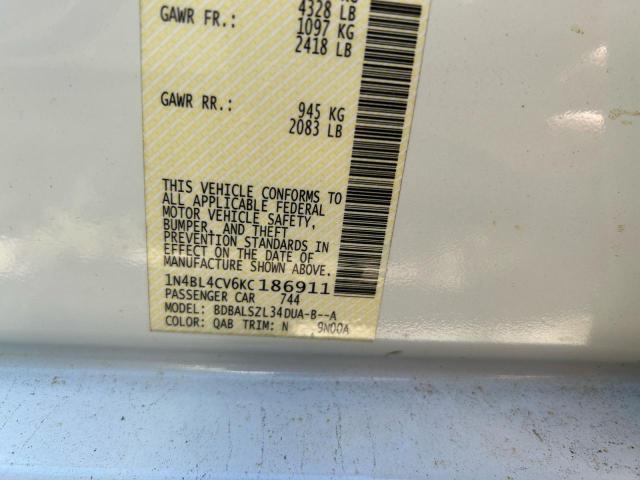 4328 LB
GAWR FR.: 1097 KG
2418 LB
GAWR RR.: 945 KG
2083 LB
THIS VEHICLE CONFORMS TO
ALL APPLICABLE FEDERAL
MOTOR VEHICLE SAFETY,
BUMPER, AND THEFT
PREVENTION STANDARDS IN
EFFECT ON THE DATE OF
MANUFACTURE SHOWN ABOVE.
1N4BL4CV6KC186911
PASSENGER CAR 744
MODEL: BDBALSZL34DUA-B--A
COLOR: QAB TRIM: N 9N00A